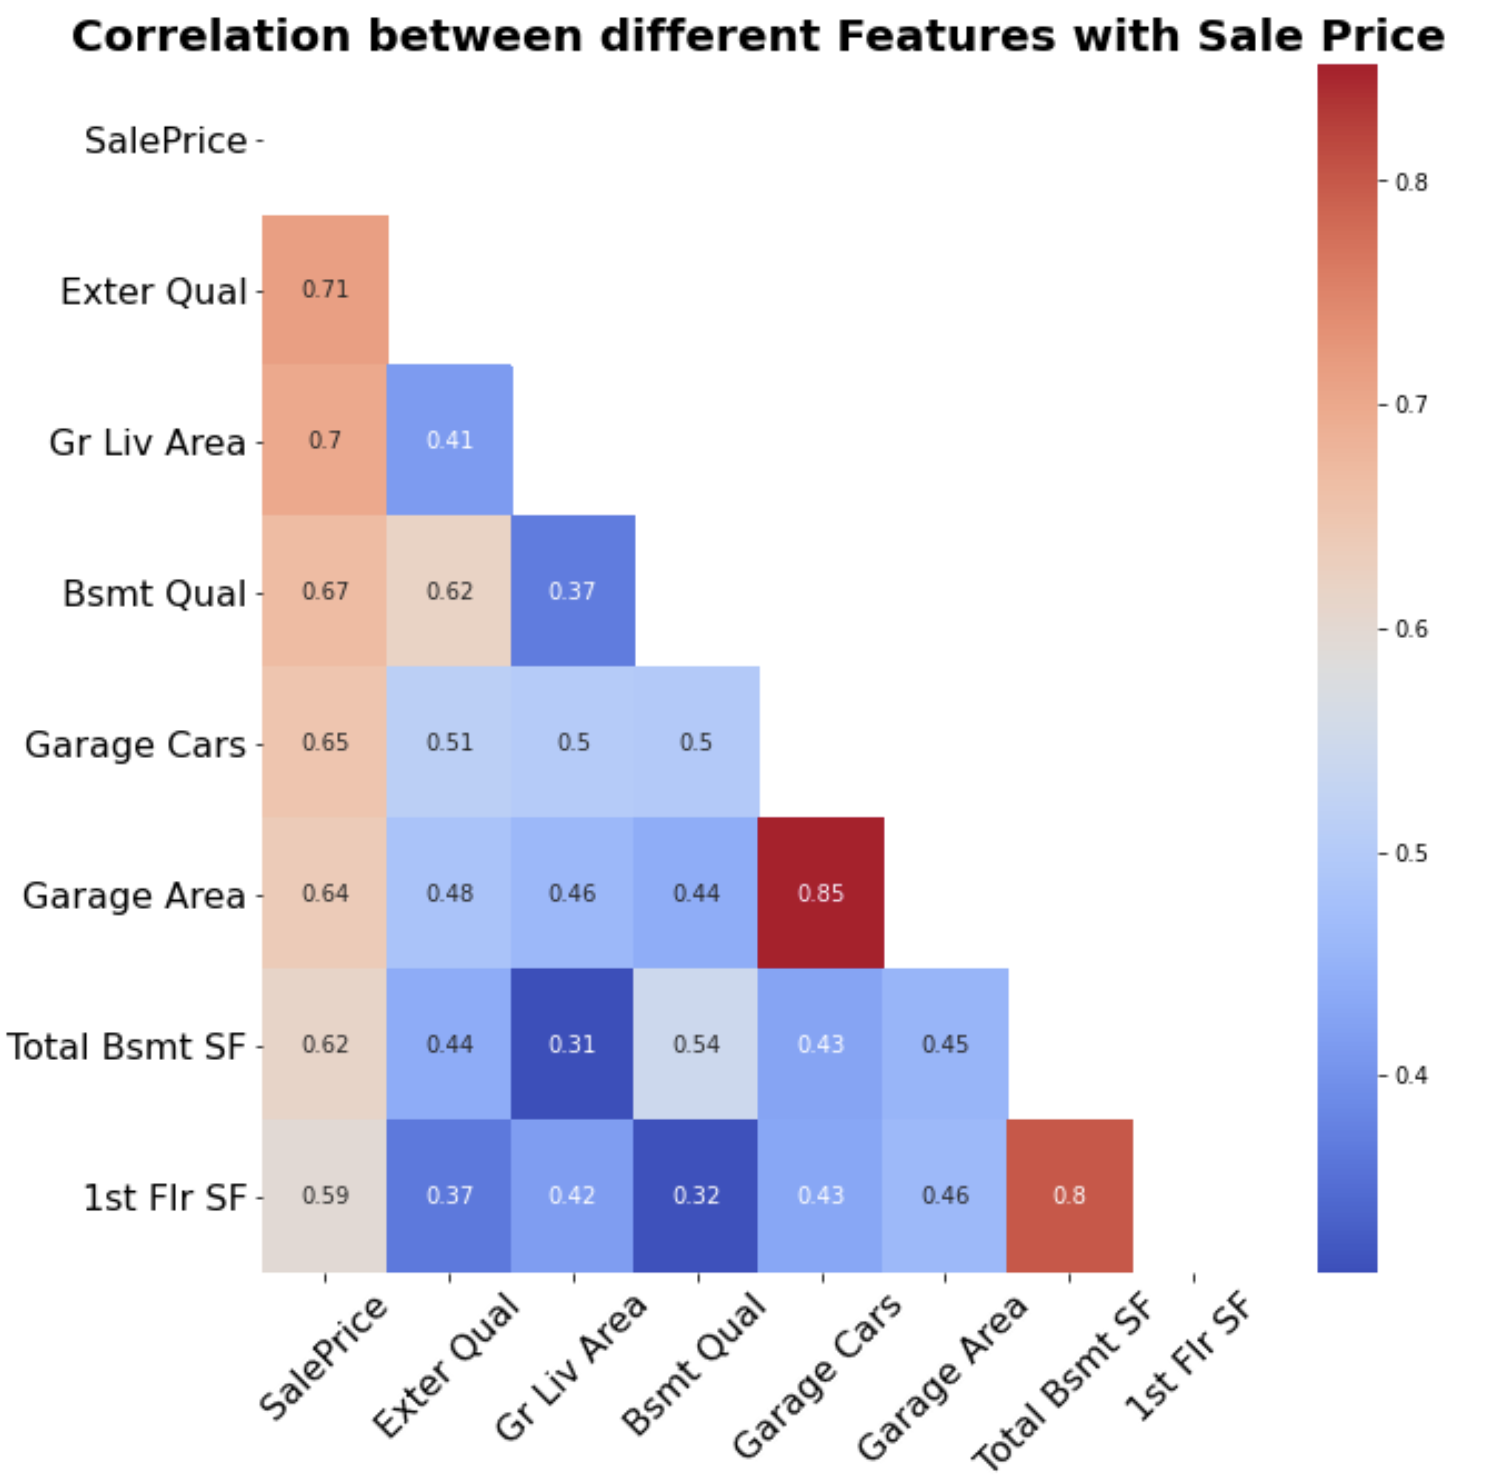 Correlation between different Features with Sale Price
SalePrice
Exter Qual 0.71
Gr Liv Area 0.7 0.41
Bsmt Qual 0.67 0.62 0.37
Garage Cars 0.65 0.51 0.5 0.5
Garage Area 0.64 0.48 0.46 0.44 0.85
Total Bsmt SF 0.62 0.44 0.31 0.54 0.43 0.45
1st Flr SF 0.59 0.37 0.42 0.32 0.43 0.46 0.8
SalePrice
Exter Qual
Gr Liv Area
Bsmt Qual
Garage Cars
Garage Area
Total Bsmt SF
1st Flr SF
0.8
0.7
0.6
0.5
0.4